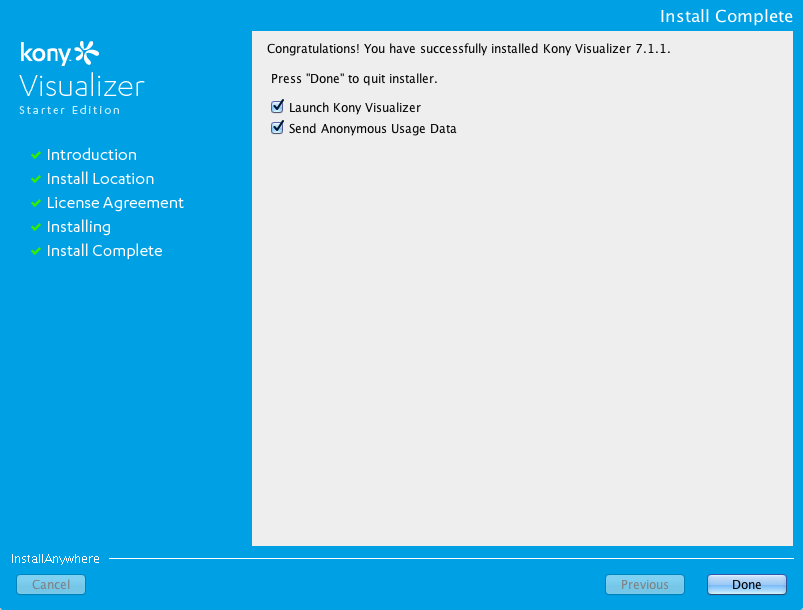 Install Complete
kony
Visualizer
Starter Edition
Introduction
Install Location
License Agreement
Installing
Install Complete
Congratulations! You have successfully installed Kony Visualizer 7.1.1.
Press "Done" to quit installer.
Launch Kony Visualizer
Send Anonymous Usage Data
InstallAnywhere
Cancel
Previous
Done